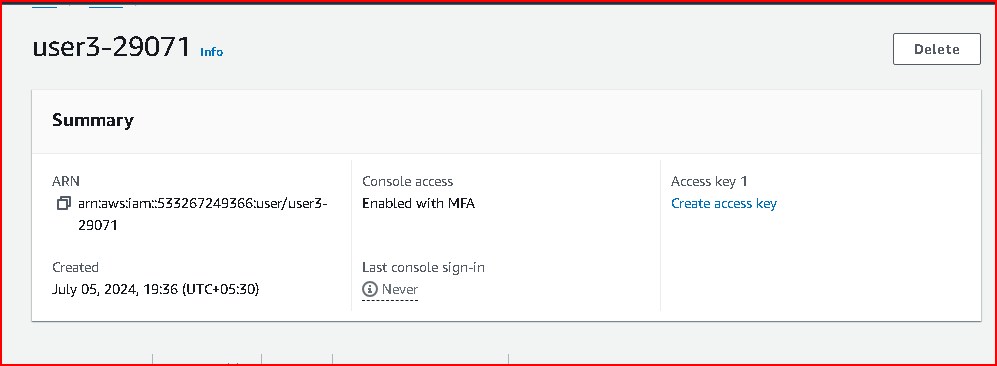 user3-29071 Info
Delete
Summary
ARN
arn:aws:iam::533267249366:user/user3-
29071
Console access
Enabled with MFA
Access key 1
Create access key
Created
July 05, 2024, 19:36 (UTC+05:30)
Last console sign-in
Never